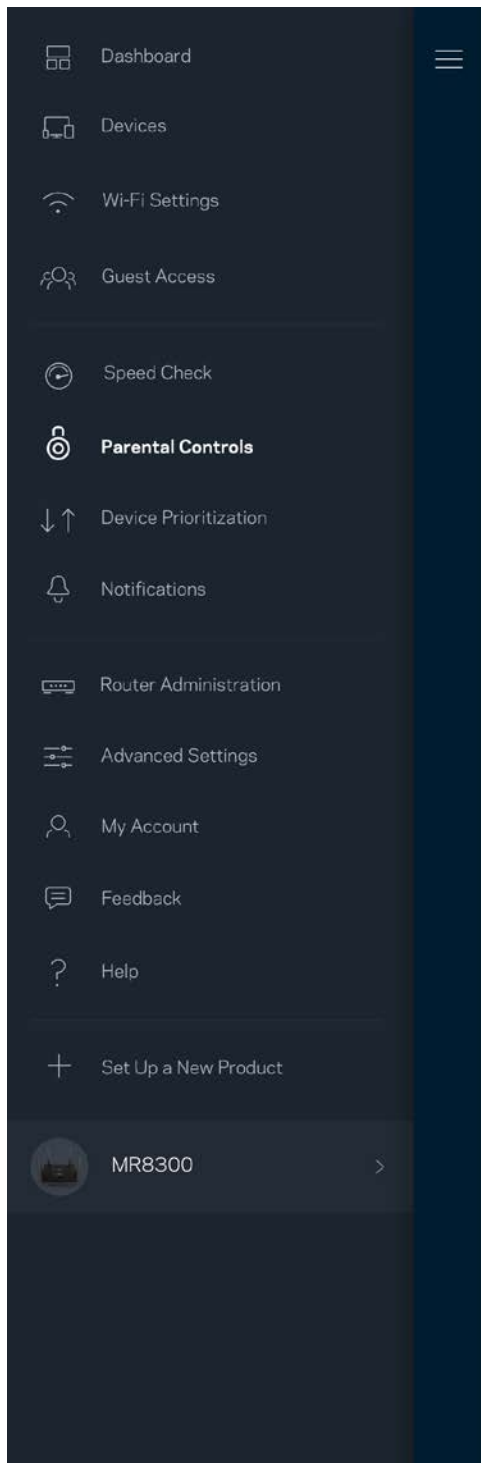 Dashboard
Devices
Wi-Fi Settings
Guest Access
Speed Check
Parental Controls
Device Prioritization
Notifications
Router Administration
Advanced Settings
My Account
Feedback
Help
Set Up a New Product
MR8300